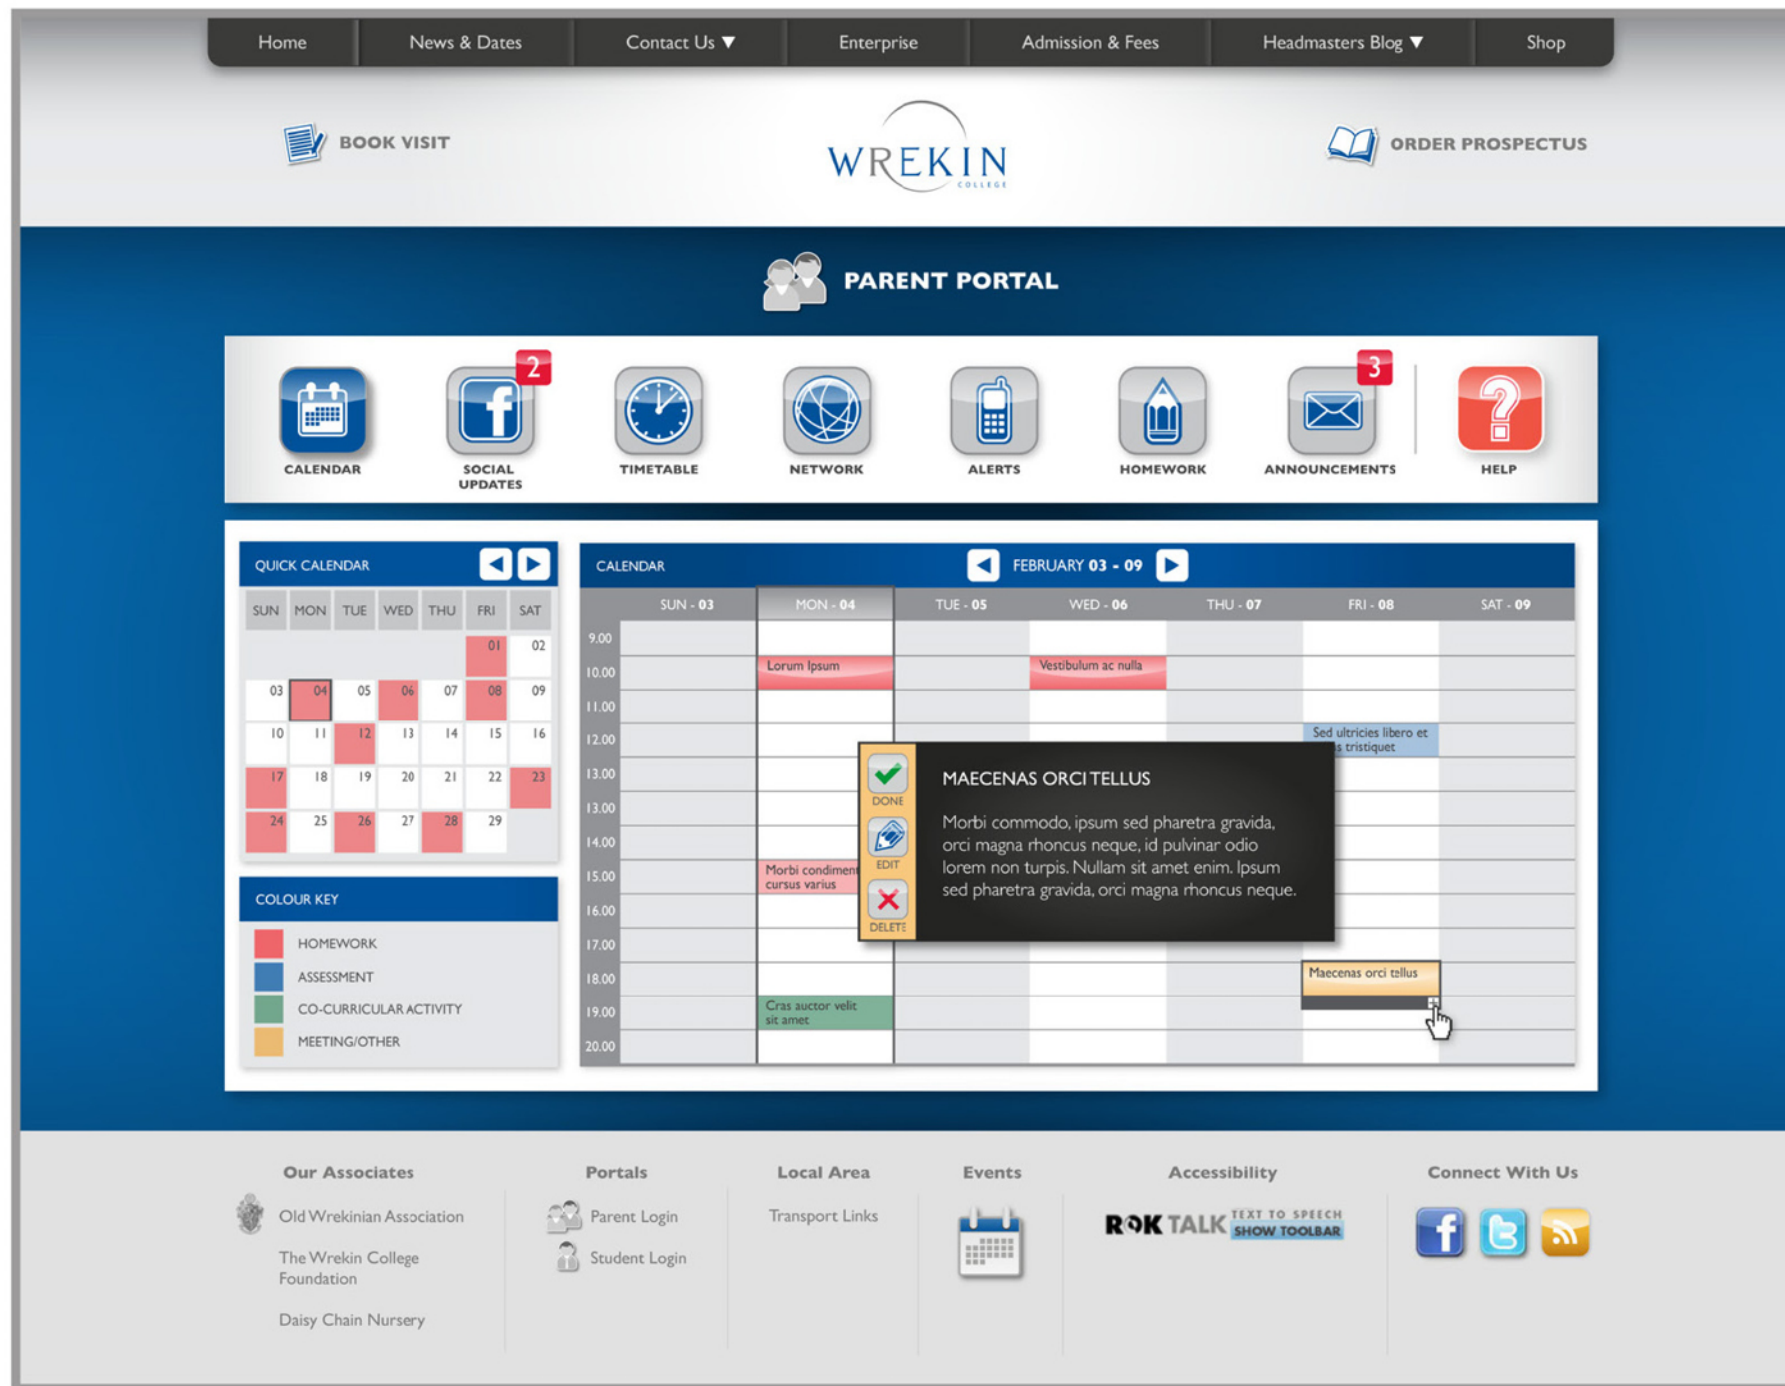 Home News & Dates Contact Us ▼ Enterprise Admission & Fees Headmasters Blog ▼ Shop
BOOK VISIT
WREKIN
COLLEGE
ORDER PROSPECTUS
PARENT PORTAL
2
3
CALENDAR SOCIAL TIMETABLE NETWORK ALERTS HOMEWORK ANNOUNCEMENTS HELP
UPDATES
QUICK CALENDAR
SUN MON TUE WED THU FRI SAT
01 02
03 04 05 06 07 08 09
10 11 12 13 14 15 16
17 18 19 20 21 22 23
24 25 26 27 28 29
COLOUR KEY
HOMEWORK
ASSESSMENT
CO-CURRICULAR ACTIVITY
MEETING/OTHER
CALENDAR FEBRUARY 03 - 09
SUN - 03 MON - 04 TUE - 05 WED - 06 THU - 07 FRI - 08 SAT - 09
9.00
10.00 Lorum Ipsum Vestibulum ac nulla
11.00
12.00 Sed ultricies libero et
tristiquet
13.00
13.00
14.00
15.00 Morbi condiment
cursus varius
16.00
17.00
18.00 Maecenas orci tellus
19.00 Cras auctor velit
sit amet
20.00
DONE
EDIT
DELETE
MAECENAS ORCI TELLUS
Morbi commodo, ipsum sed pharetra gravida,
orci magna rhoncus neque, id pulvinar odio
lorem non turpis. Nullam sit amet enim. Ipsum
sed pharetra gravida, orci magna rhoncus neque.
Our Associates
Old Wrekinian Association
The Wrekin College
Foundation
Daisy Chain Nursery
Portals
Parent Login
Student Login
Local Area
Transport Links
Events
Accessibility
ROK TALK TEXT TO SPEECH
SHOW TOOLBAR
Connect With Us